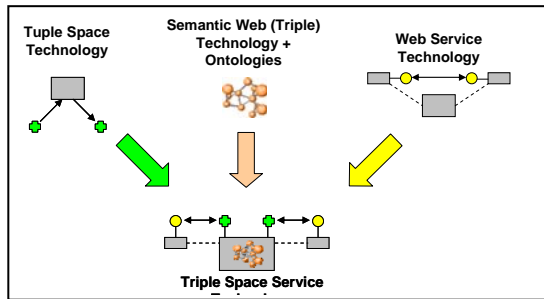 Tuple Space
Technology
Semantic Web (Triple)
Technology +
Ontologies
Web Service
Technology
Triple Space Service